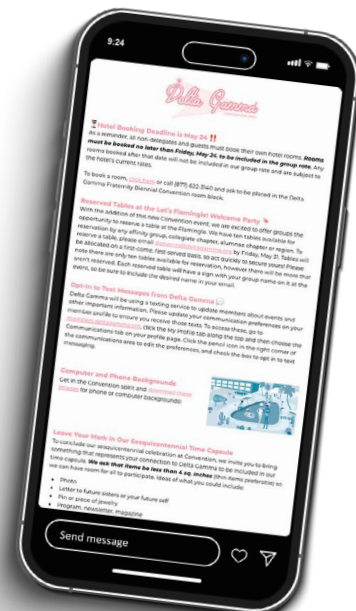 9:24
Delta Gamma
Hotel Booking Deadline is May 24 ‼
As a reminder, all non-delegates and guests must book their own hotel rooms. Rooms
must be booked no later than Friday, May 24, to be included in the group rate. Any
rooms booked after that date will not be included in our group rate and are subject to
the hotel's current rates.
To book a room, click here or call (877) 622-3140 and ask to be placed in the Delta
Gamma Fraternity Biennial Convention room block.
Reserved Tables at the Let's Flamingle! Welcome Party
With the addition of this new Convention event, we are excited to offer groups the
opportunity to reserve a table at the Flamingle. We have ten tables available for
reservation by any affinity group, collegiate chapter, alumnae chapter or region. To
reserve a table, please email by Friday, May 31. Tables will
be allocated on a first-come, first-served basis, so act quickly to secure yours! Please
note there are only ten tables available for reservation, however there will be more that
aren't reserved. Each reserved table will have a sign with your group name on it at the
event, so be sure to include the desired name in your email.
Opt-In to Text Messages from Delta Gamma
Delta Gamma will be using a texting service to update members about events and
other important information. Please update your communication preferences on your
member profile to ensure you receive those texts. To access these, go to
click the My Profile tab along the top and then choose the
Communications tab on your profile page. Click the pencil icon in the right corner of
the communications area to edit the preferences, and check the box to opt in to text
messaging.
Computer and Phone Backgrounds
Get in the Convention spirit and download these
graphics for phone or computer backgrounds!
Leave Your Mark in Our Sesquicentennial Time Capsule
To conclude our sesquicentennial celebration at Convention, we invite you to bring
something that represents your connection to Delta Gamma to be included in our
time capsule. We ask that items be less than 4 sq. inches (thin items preferable) so
we can have room for all to participate. Ideas of what you could include:
• Photo
• Letter to future sisters or your future self
• Pin or piece of jewelry
• Program, newsletter, magazine
Send message